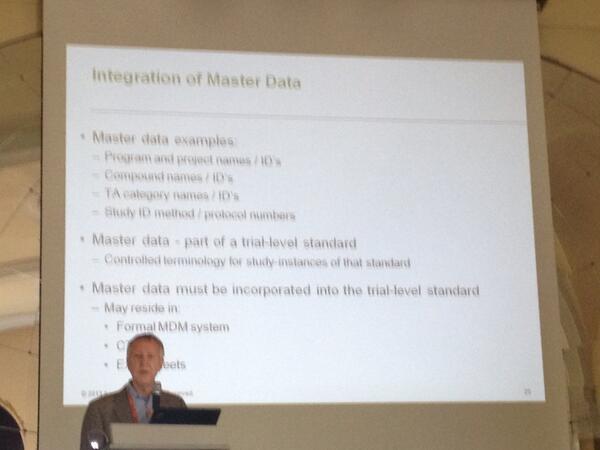 Integration of Master Data
• Master data examples:
– Program and project names / ID's
– Compound names / ID's
– TA category names / ID's
– Study ID method / protocol numbers
• Master data - part of a trial-level standard
– Controlled terminology for study-instances of that standard
• Master data must be incorporated into the trial-level standard
– May reside in:
• Formal MDM system